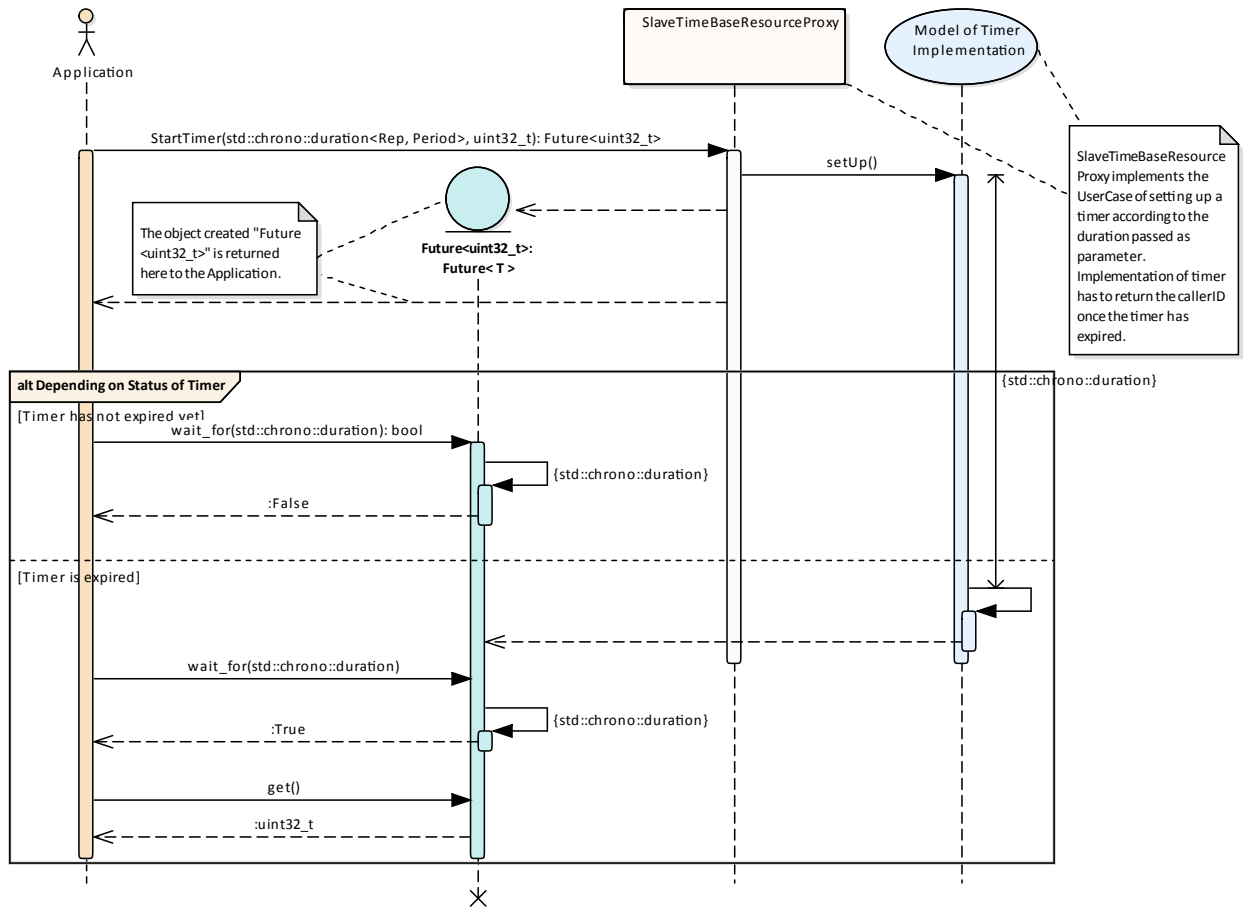 SlaveTimeBaseResourceProxy
Model of Timer
Implementation
Application
StartTimer(std::chrono::duration<Rep, Period>, uint32_t): Future<uint32_t>
setUp()
SlaveTimeBaseResource
Proxy implements the
UserCase of setting up a
timer according to the
duration passed as
parameter.
Implementation of timer
has to return the callerID
once the timer has
expired.
The object created "Future
<uint32_t>" is returned
here to the Application.
Future<uint32_t>:
Future< T >
alt Depending on Status of Timer
{std::chrono::duration}
[Timer has not expired yet]
wait_for(std::chrono::duration): bool
{std::chrono::duration}
:False
[Timer is expired]
wait_for(std::chrono::duration)
{std::chrono::duration}
:True
get()
:uint32_t